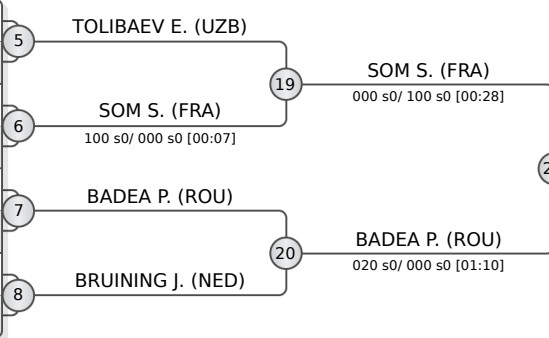 5
TOLIBAEV E. (UZB)
19
SOM S. (FRA)
000 s0/ 100 s0 [00:28]
6
SOM S. (FRA)
100 s0/ 000 s0 [00:07]
7
BADEA P. (ROU)
20
BADEA P. (ROU)
020 s0/ 000 s0 [01:10]
8
BRUINING J. (NED)